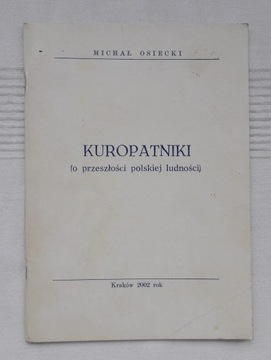 MICHAŁ OSIECKI
KUROPATNIKI
(o przeszłości polskiej ludności)
Kraków 2002 rok